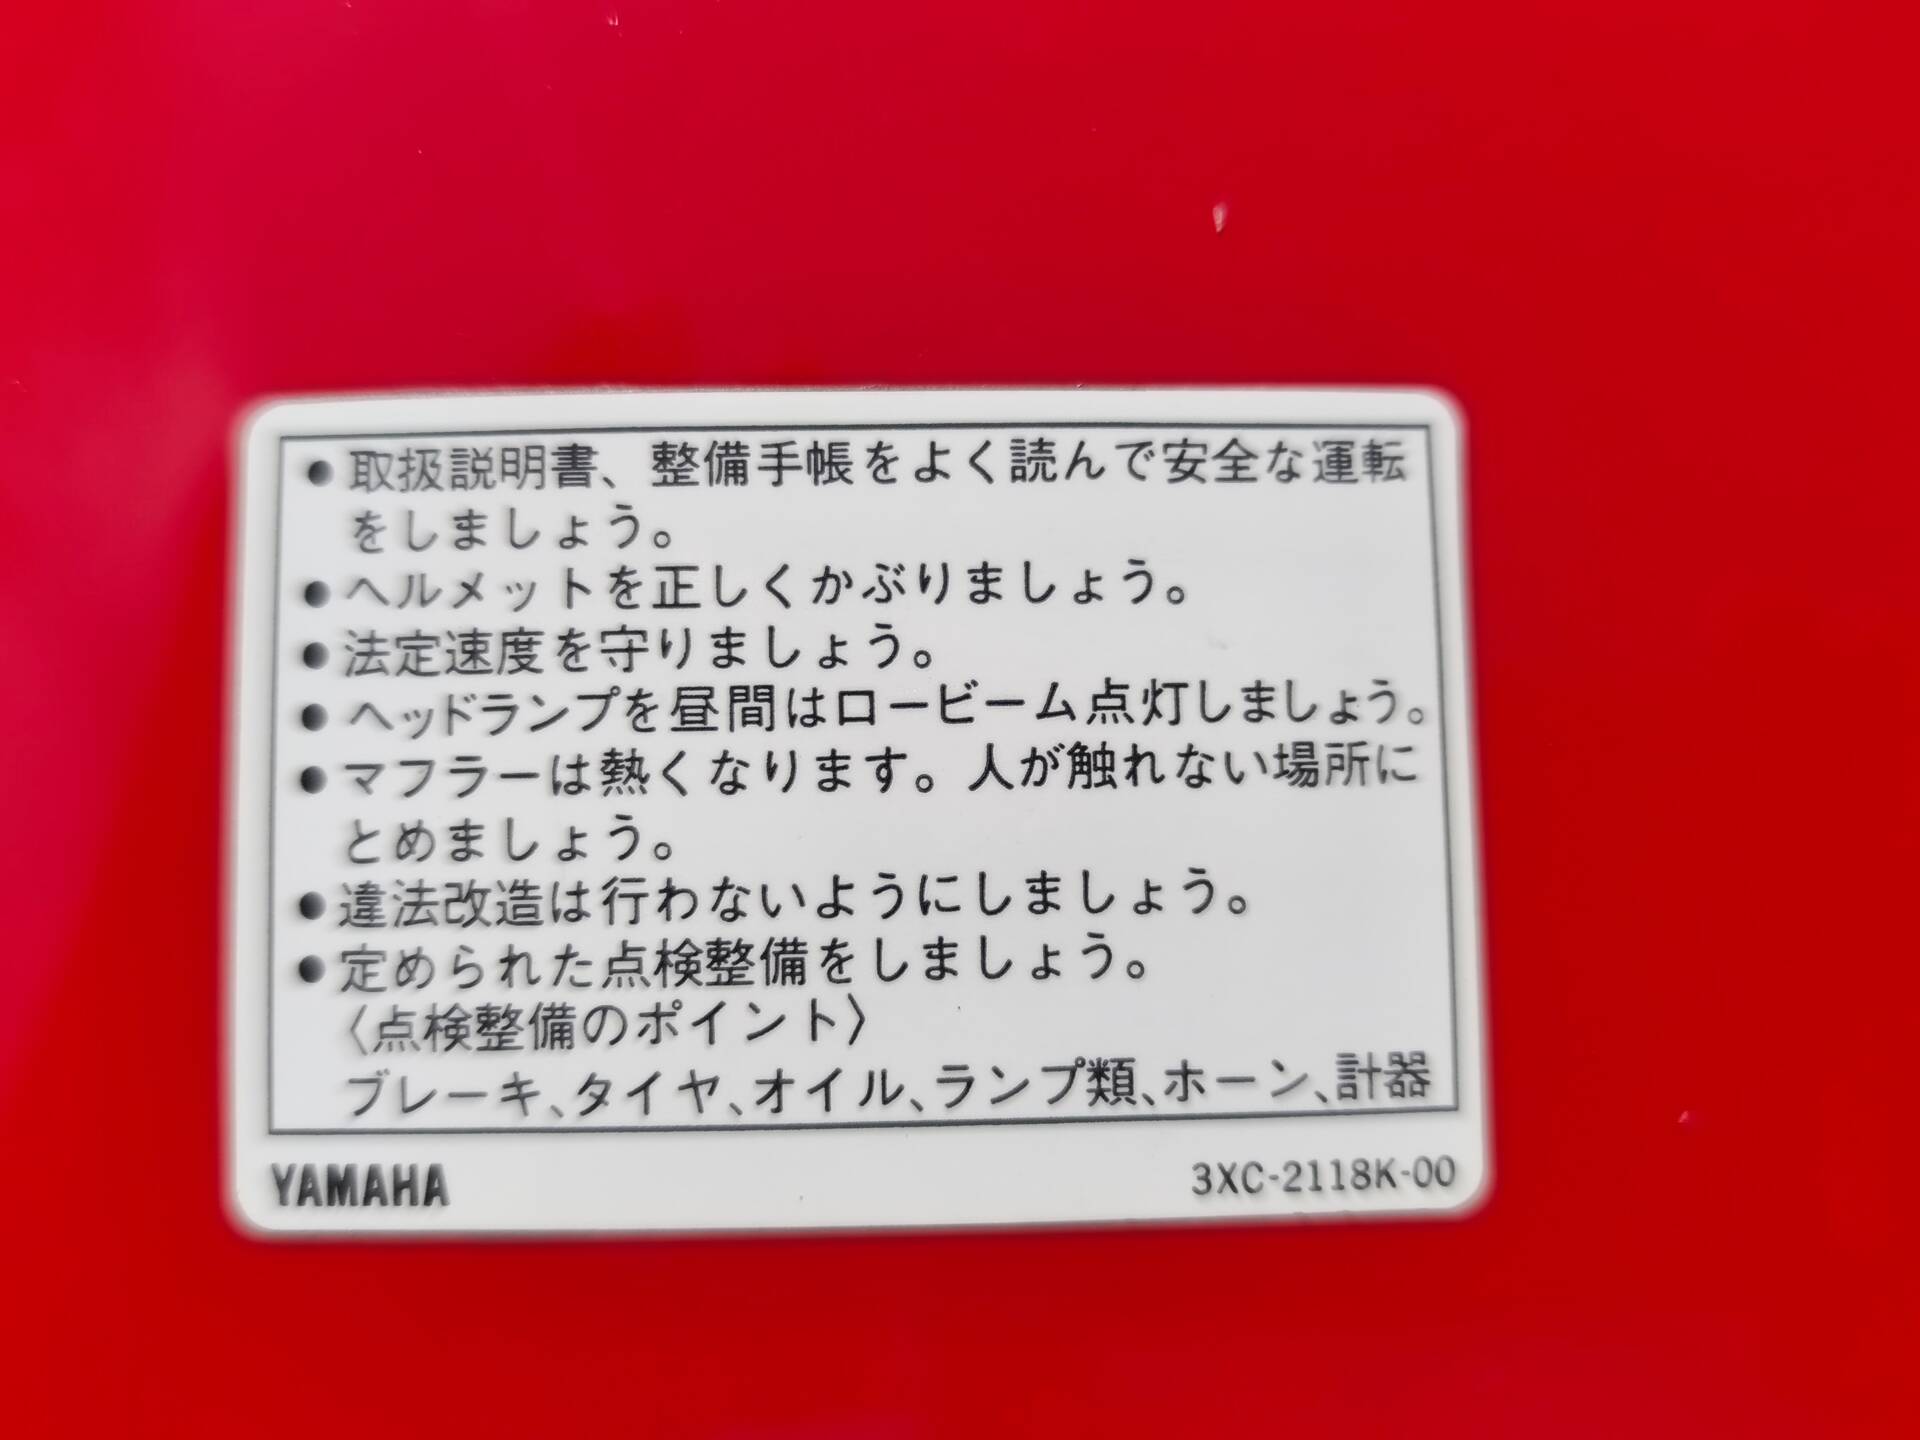 ●取扱説明書、整備手帳をよく読んで安全な運転
をしましょう。
●ヘルメットを正しくかぶりましょう。
●法定速度を守りましょう。
●ヘッドランプを昼間はロービーム点灯しましょう。
●マフラーは熱くなります。人が触れない場所に
とめましょう。
●違法改造は行わないようにしましょう。
●定められた点検整備をしましょう。
〈点検整備のポイント〉
ブレーキ、タイヤ、オイル、ランプ類、ホーン、計器
YAMAHA 3XC-2118K-00